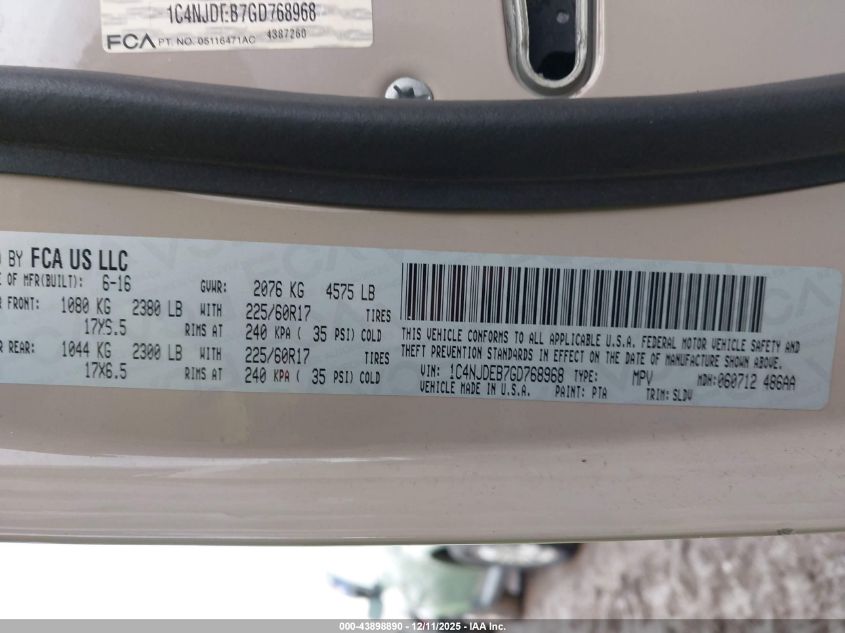 1C4NJDEB7GD768968
FCA PT. NO. 05116471AC 4387260
BY FCA US LLC
OF MFR(BUILT): 6-16 GVWR: 2076 KG 4575 LB
FRONT: 1080 KG 2380 LB WITH 225/60R17 TIRES
17X6.5 RIMS AT 240 KPA ( 35 PSI) COLD
REAR: 1044 KG 2300 LB WITH 225/60R17 TIRES
17X6.5 RIMS AT 240 KPA ( 35 PSI) COLD
THIS VEHICLE CONFORMS TO ALL APPLICABLE U.S.A. FEDERAL MOTOR VEHICLE SAFETY AND
THEFT PREVENTION STANDARDS IN EFFECT ON THE DATE OF MANUFACTURE SHOWN ABOVE.
VIN: 1C4NJDEB7GD768968 TYPE: MPV MDH: 060712 486AA
VEHICLE MADE IN U.S.A. PAINT: PTA TRIM: SLDV
000-43898890 - 12/11/2025 - IAA Inc.